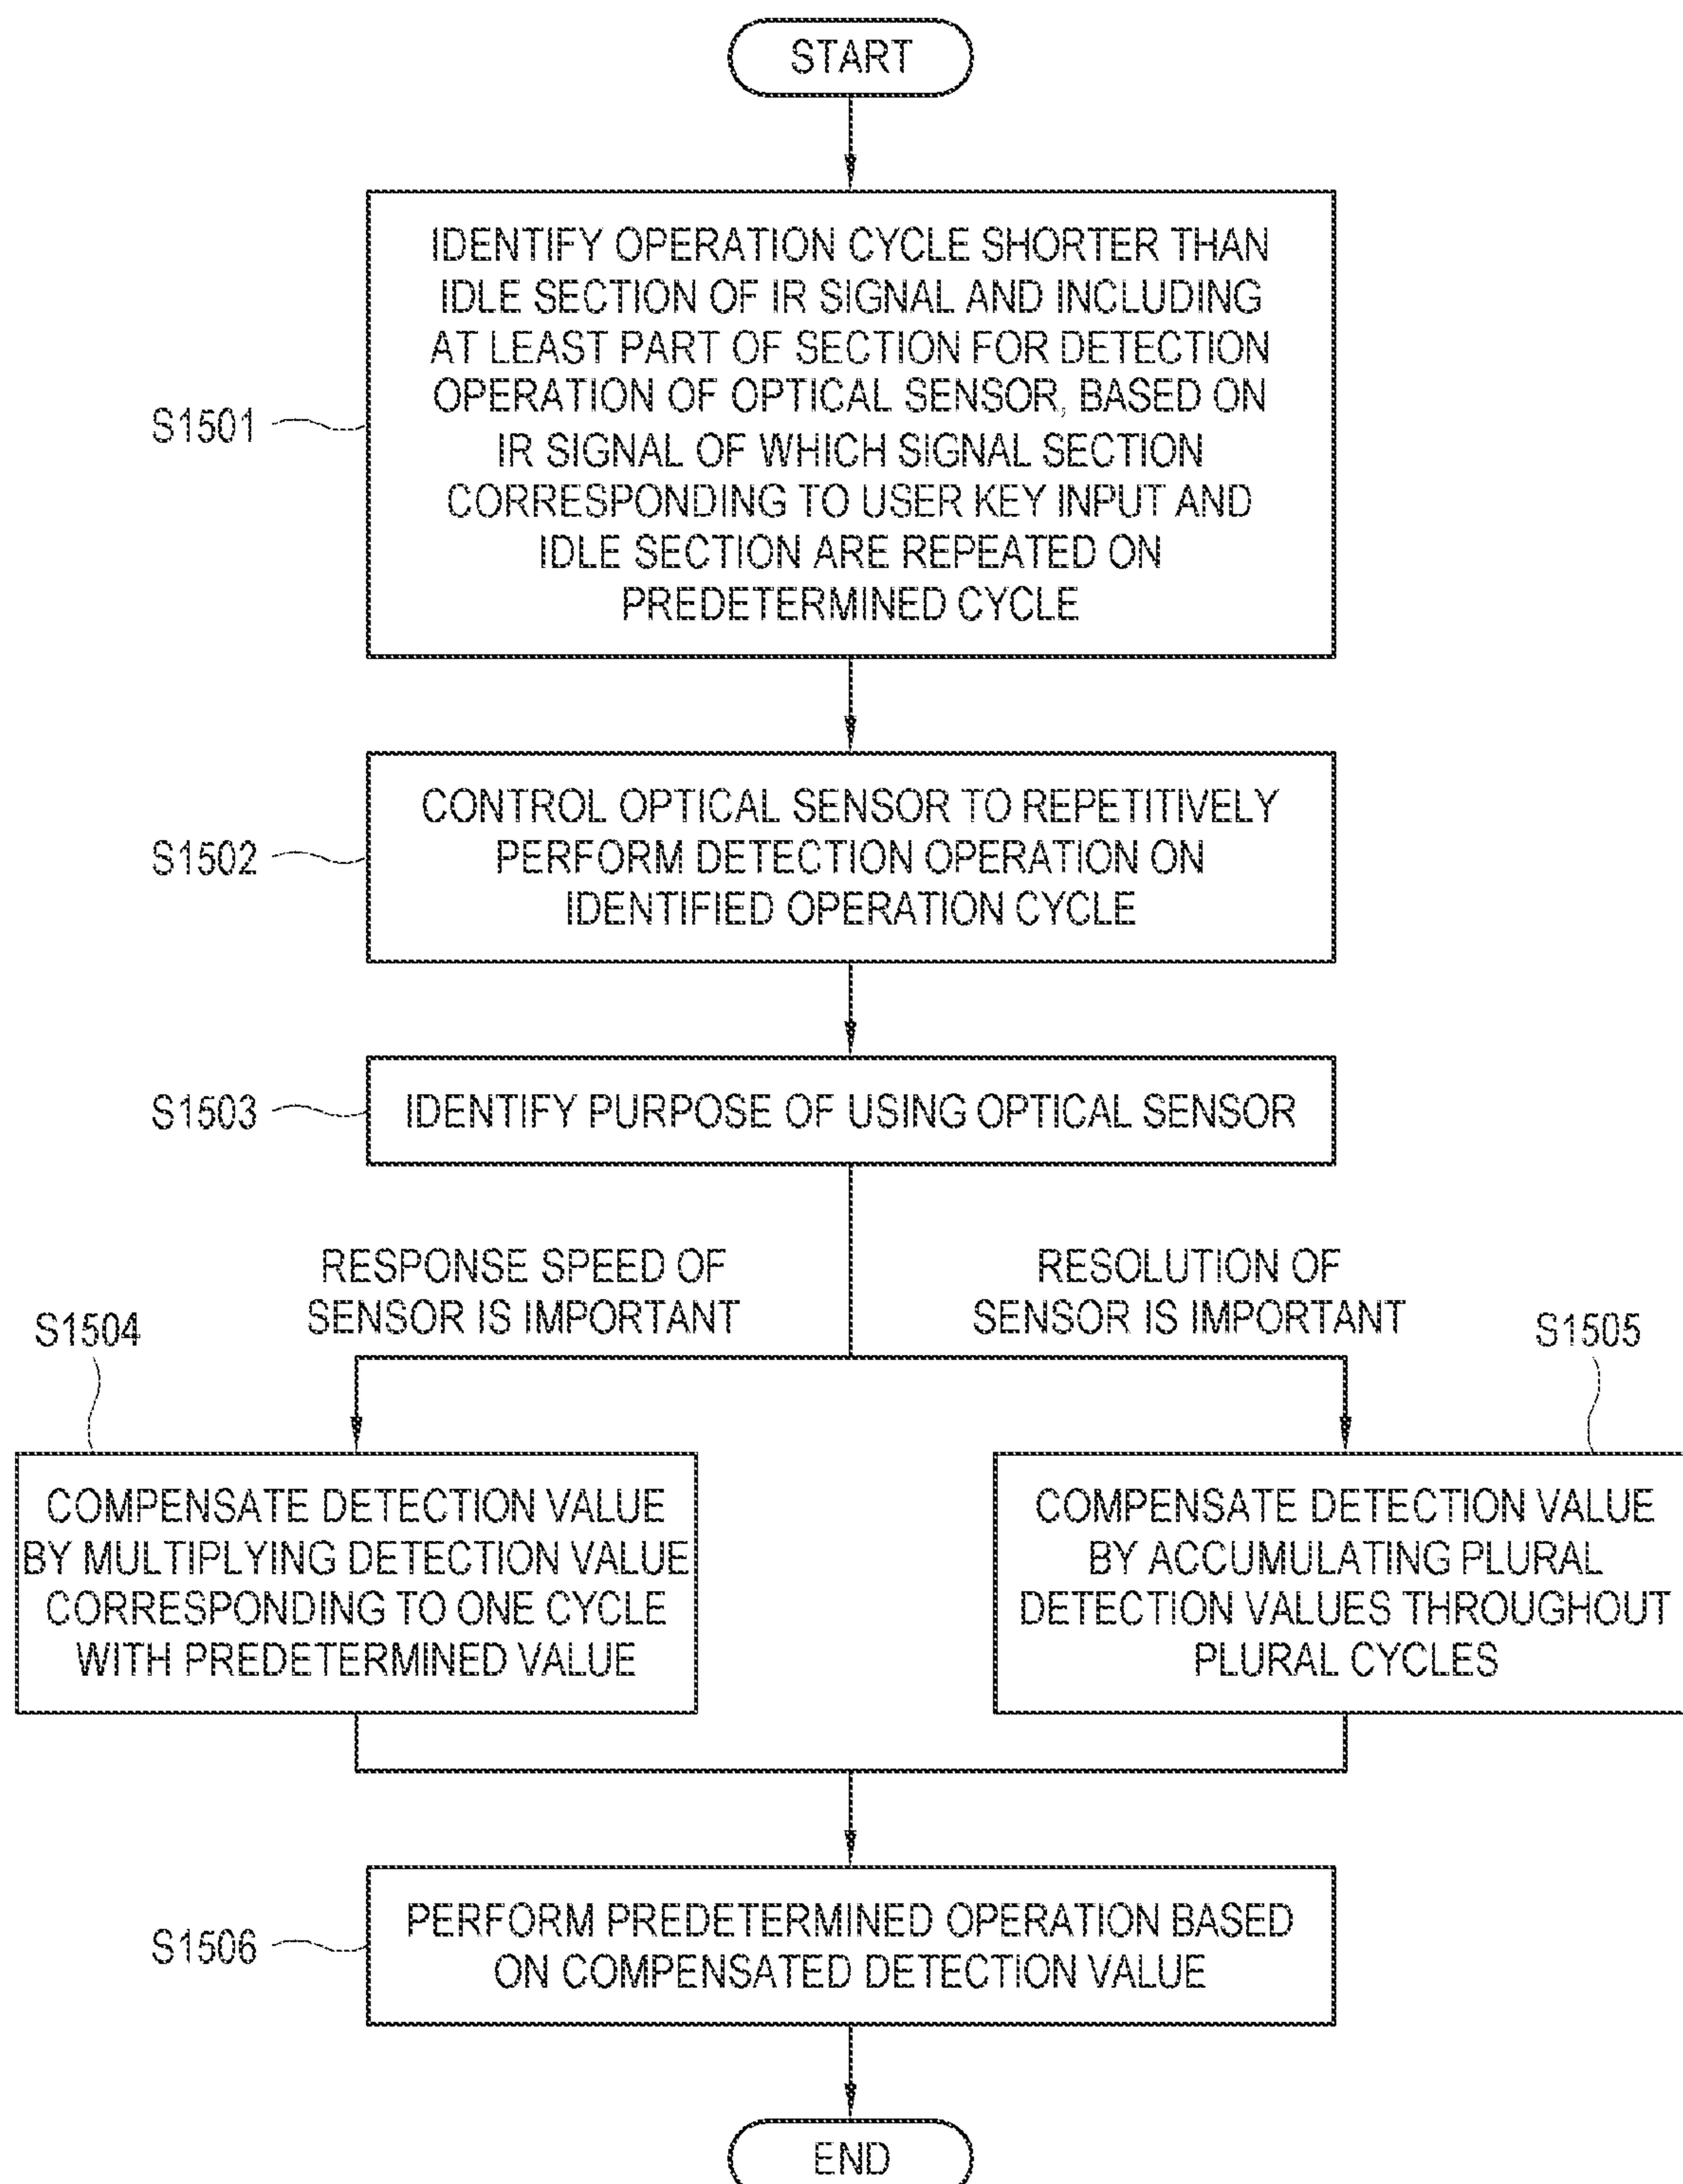 START
IDENTIFY OPERATION CYCLE SHORTER THAN
IDLE SECTION OF IR SIGNAL AND INCLUDING
AT LEAST PART OF SECTION FOR DETECTION
OPERATION OF OPTICAL SENSOR, BASED ON
IR SIGNAL OF WHICH SIGNAL SECTION
CORRESPONDING TO USER KEY INPUT AND
IDLE SECTION ARE REPEATED ON
PREDETERMINED CYCLE
S1501
CONTROL OPTICAL SENSOR TO REPETITIVELY
PERFORM DETECTION OPERATION ON
IDENTIFIED OPERATION CYCLE
S1502
IDENTIFY PURPOSE OF USING OPTICAL SENSOR
S1503
RESPONSE SPEED OF
SENSOR IS IMPORTANT
RESOLUTION OF
SENSOR IS IMPORTANT
S1504
S1505
COMPENSATE DETECTION VALUE
BY MULTIPLYING DETECTION VALUE
CORRESPONDING TO ONE CYCLE
WITH PREDETERMINED VALUE
COMPENSATE DETECTION VALUE
BY ACCUMULATING PLURAL
DETECTION VALUES THROUGHOUT
PLURAL CYCLES
PERFORM PREDETERMINED OPERATION BASED
ON COMPENSATED DETECTION VALUE
S1506
END